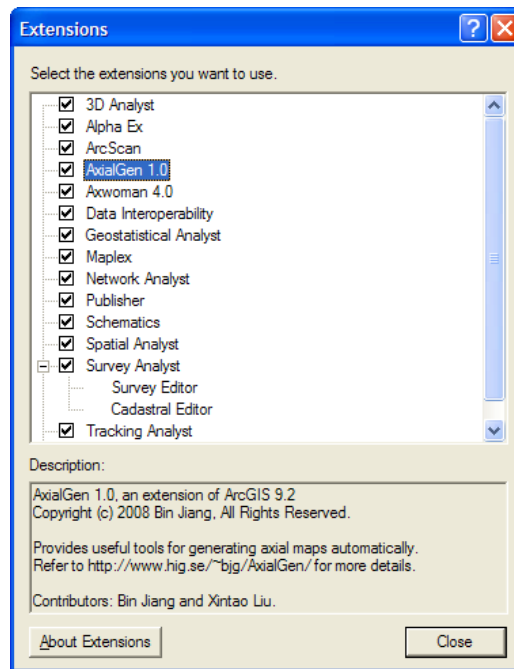 Extensions
Select the extensions you want to use.
3D Analyst
Alpha Ex
ArcScan
AxialGen 1.0
Axwoman 4.0
Data Interoperability
Geostatistical Analyst
Maplex
Network Analyst
Publisher
Schematics
Spatial Analyst
Survey Analyst
Survey Editor
Cadastral Editor
Tracking Analyst
Description:
AxialGen 1.0, an extension of ArcGIS 9.2
Copyright (c) 2008 Bin Jiang, All Rights Reserved.
Provides useful tools for generating axial maps automatically.
Refer to http://www.hig.se/~bjg/AxialGen/ for more details.
Contributors: Bin Jiang and Xintao Liu.
About Extensions
Close